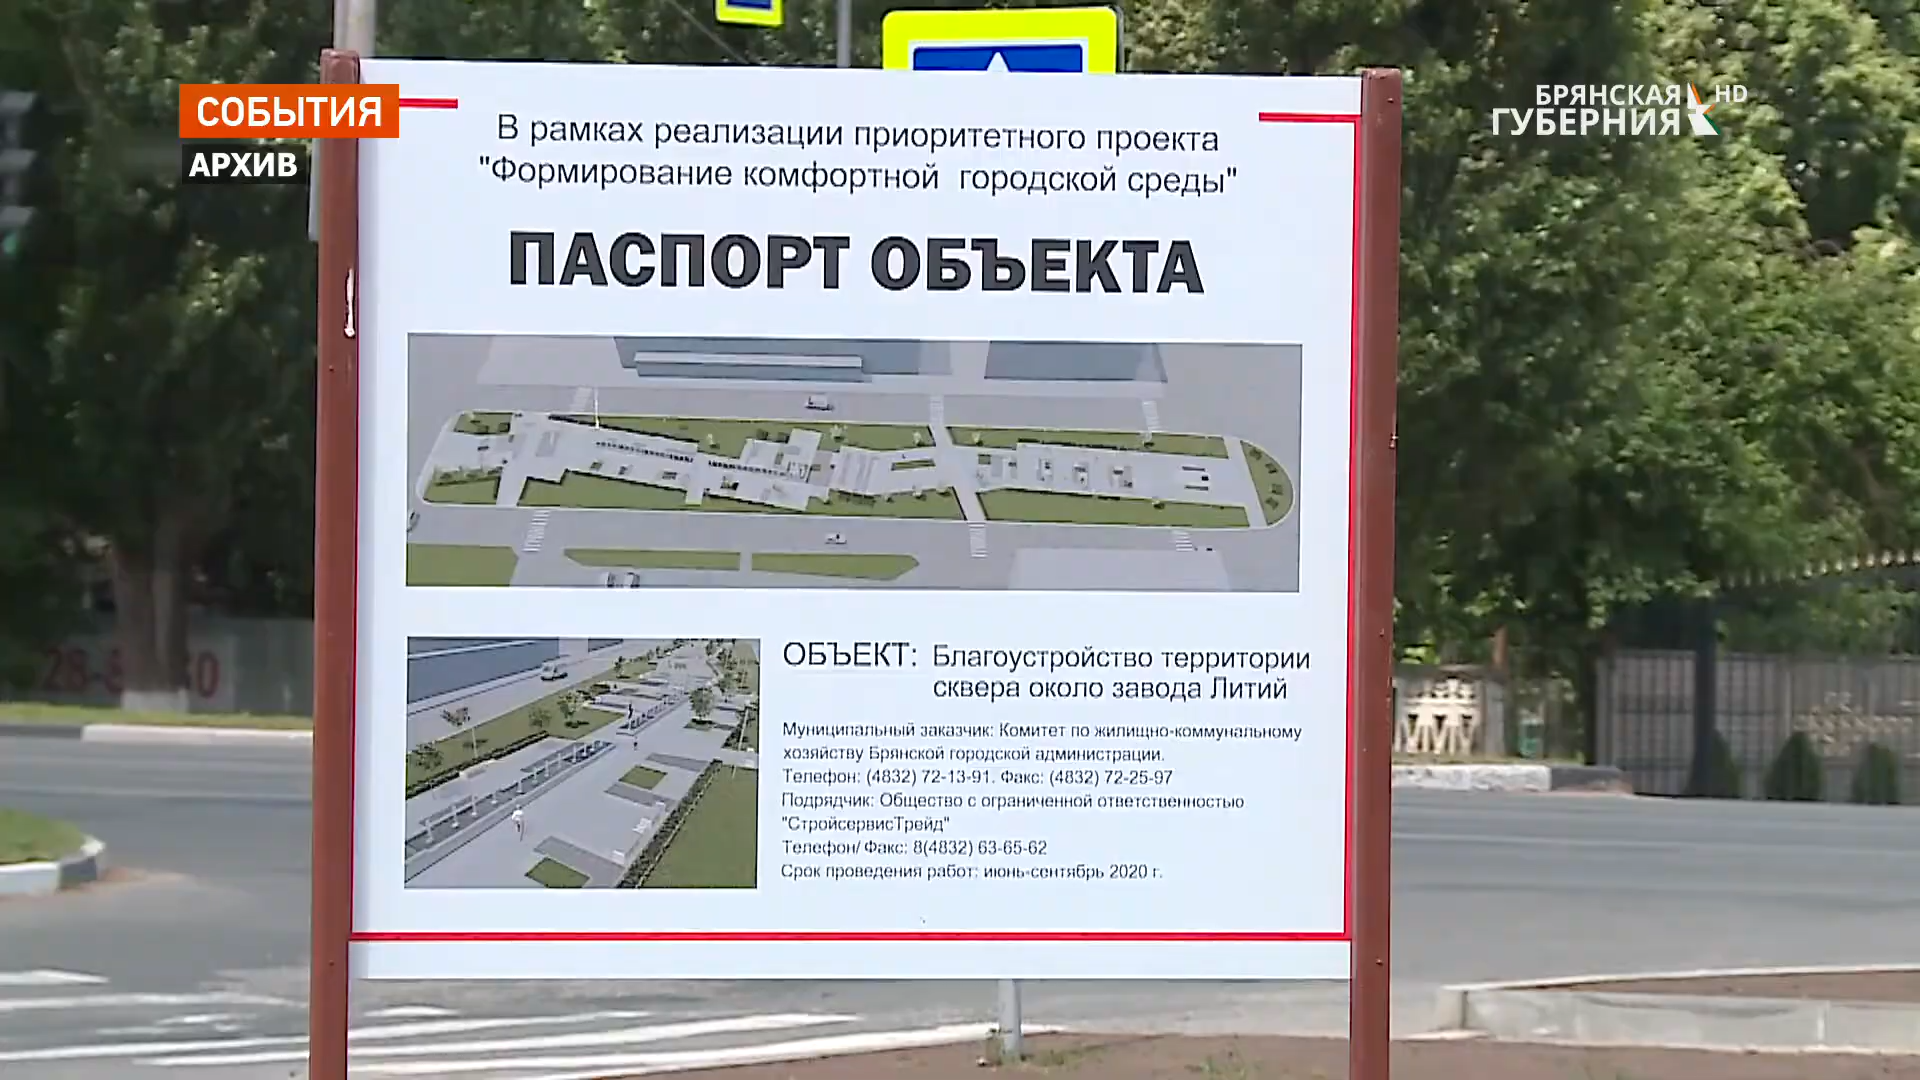 СОБЫТИЯ
АРХИВ
БРЯНСКАЯ HD
ГУБЕРНИЯ
В рамках реализации приоритетного проекта
"Формирование комфортной городской среды"
ПАСПОРТ ОБЪЕКТА
ОБЪЕКТ: Благоустройство территории
сквера около завода Литий
Муниципальный заказчик: Комитет по жилищно-коммунальному
хозяйству Брянской городской администрации.
Телефон: (4832) 72-13-91. Факс: (4832) 72-25-97
Подрядчик: Общество с ограниченной ответственностью
"СтройсервисТрейд"
Телефон/ Факс: 8(4832) 63-65-62
Срок проведения работ: июнь-сентябрь 2020 г.